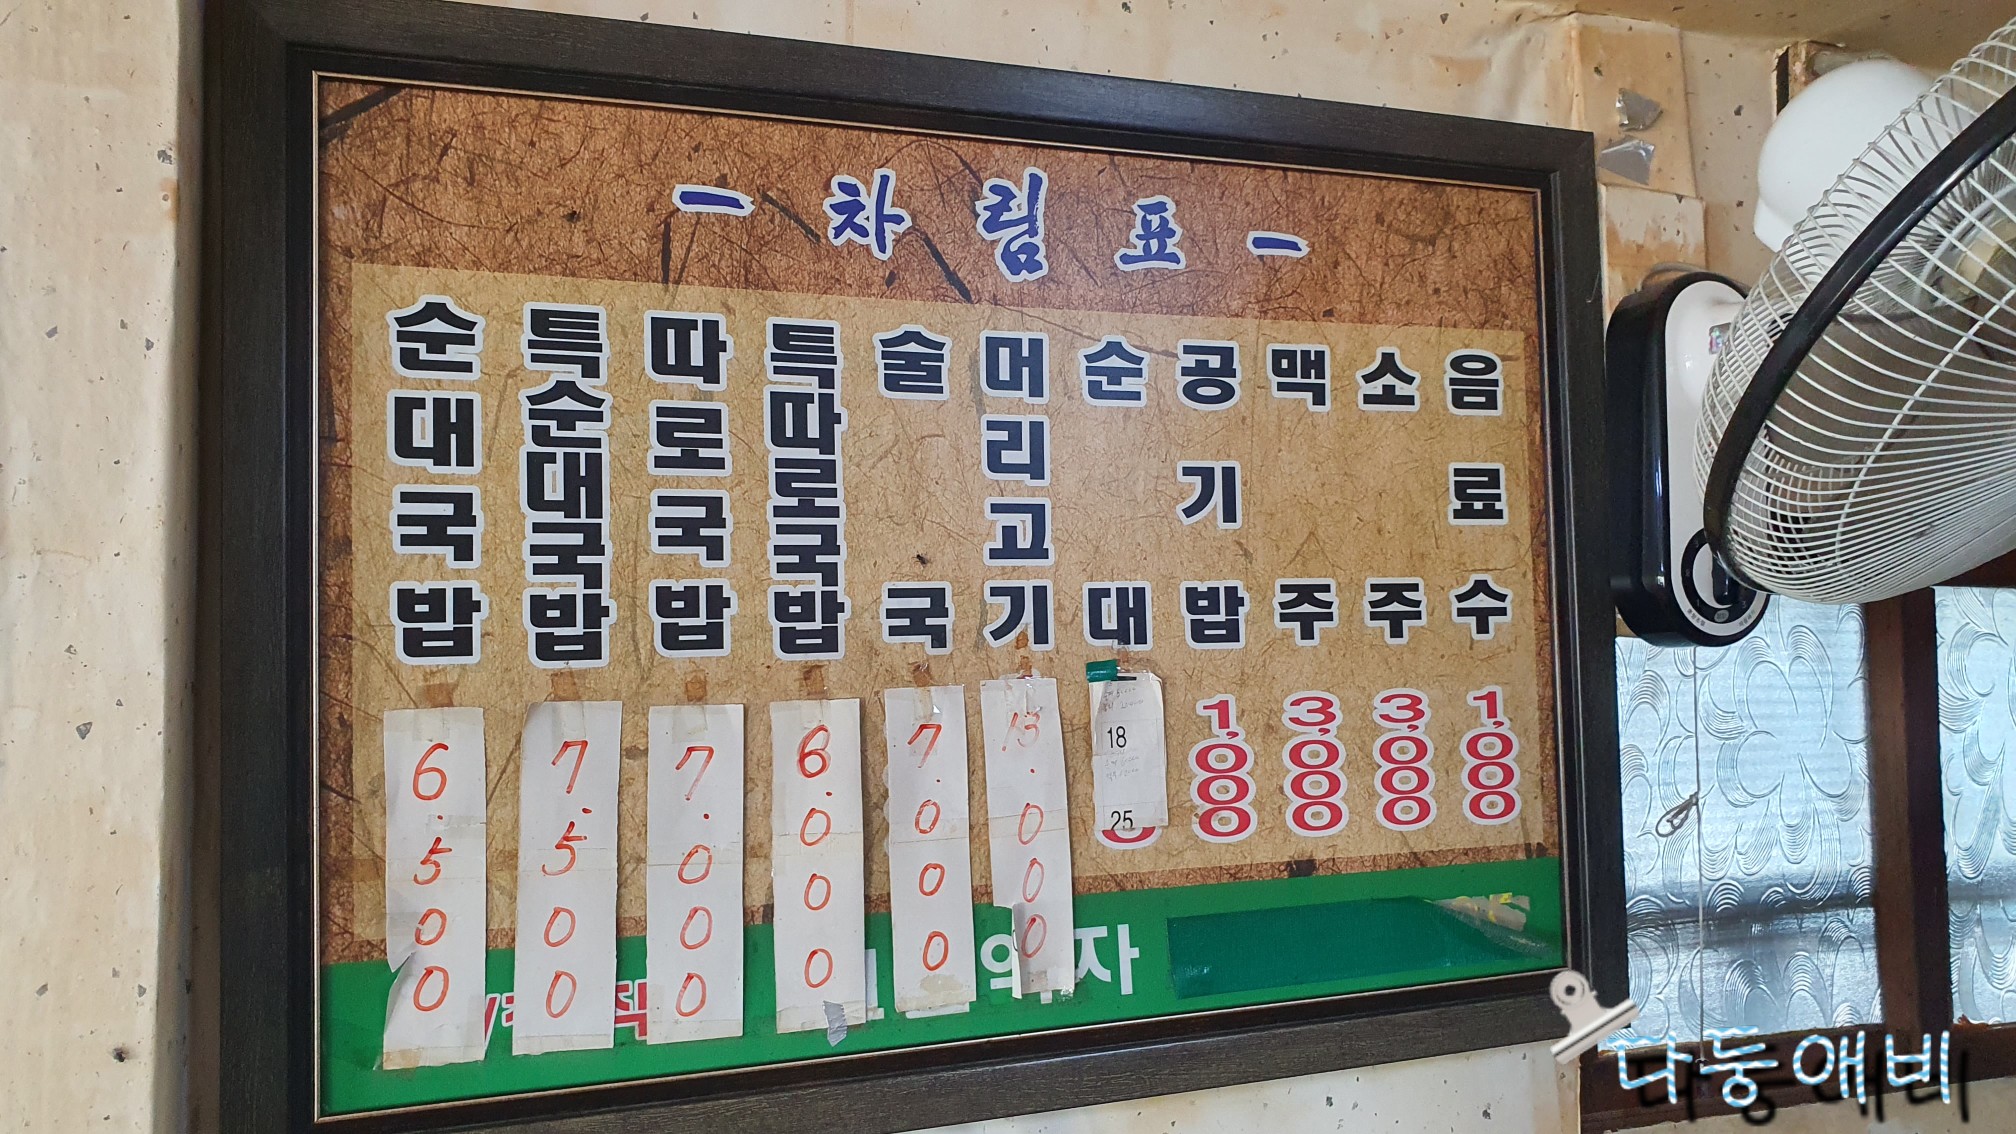 - 차림표 -
순대국밥 6.500
특순대국밥 7.500
따로국밥 7.000
특따로국밥
술국 7.000
머리고기 13.000
순대
18
25
공기밥 1,000
맥주 3,000
소주 3,000
음료수 1,000
자
다둥애비